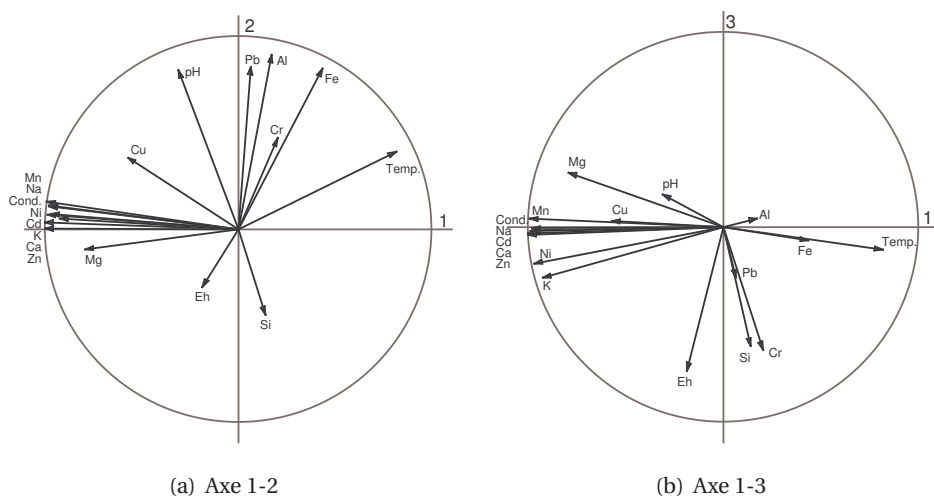 2
Pb
Al
pH
Fe
Cr
Cu
Temp.
Mn
Na
Cond.
Ni
Cd
K
Ca
Zn
1
Mg
Eh
Si
(a) Axe 1-2
3
Mg
pH
Mn
Cu
Al
1
Cond
Na
Cd
Ca
Zn
Ni
K
Fe
Temp.
Pb
Si
Cr
Eh
(b) Axe 1-3